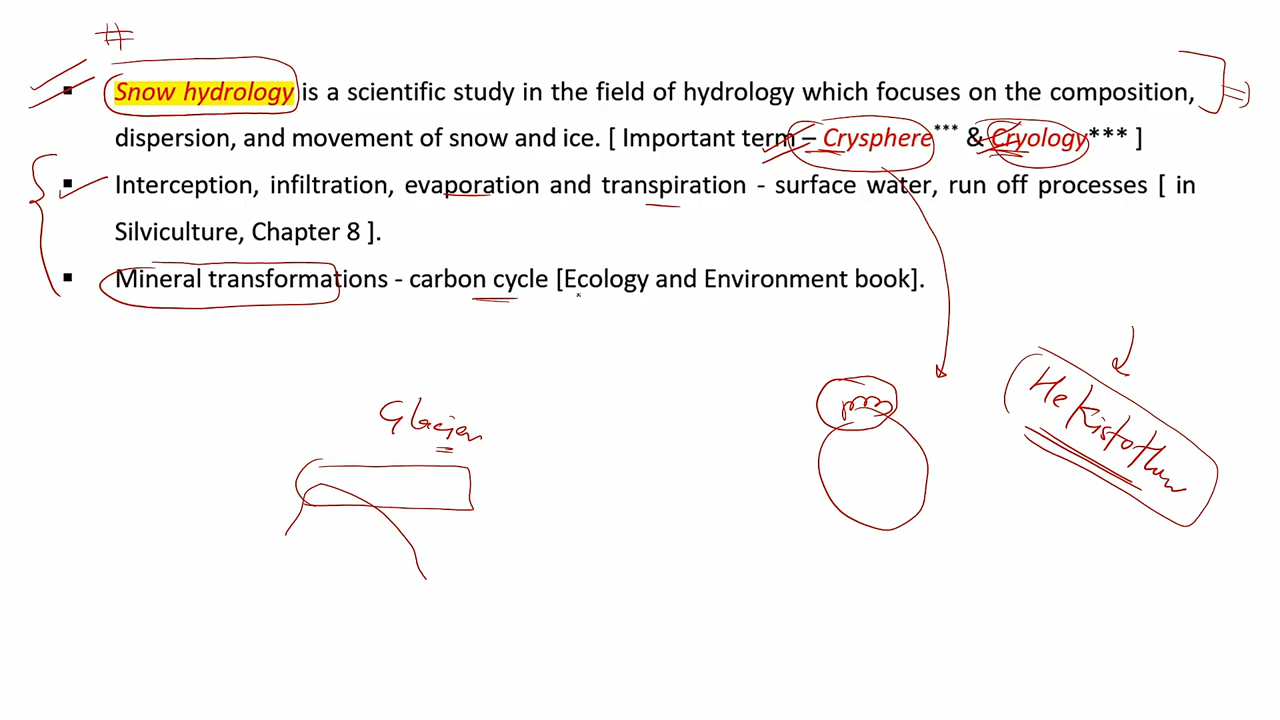 #
▪ Snow hydrology is a scientific study in the field of hydrology which focuses on the composition,
dispersion, and movement of snow and ice. [ Important term – Crysphere*** & Cryology*** ]
▪ Interception, infiltration, evaporation and transpiration - surface water, run off processes [ in
Silviculture, Chapter 8 ].
▪ Mineral transformations - carbon cycle [Ecology and Environment book].
Glacier